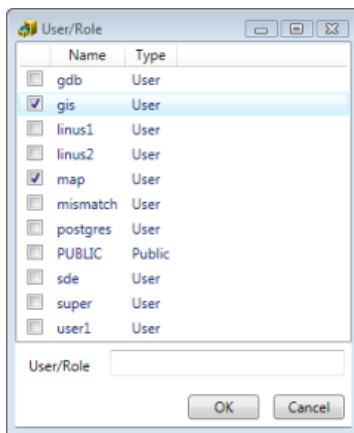 User/Role
Name Type
gdb User
gis User
linus1 User
linus2 User
map User
mismatch User
postgres User
PUBLIC Public
sde User
super User
user1 User
User/Role
OK Cancel